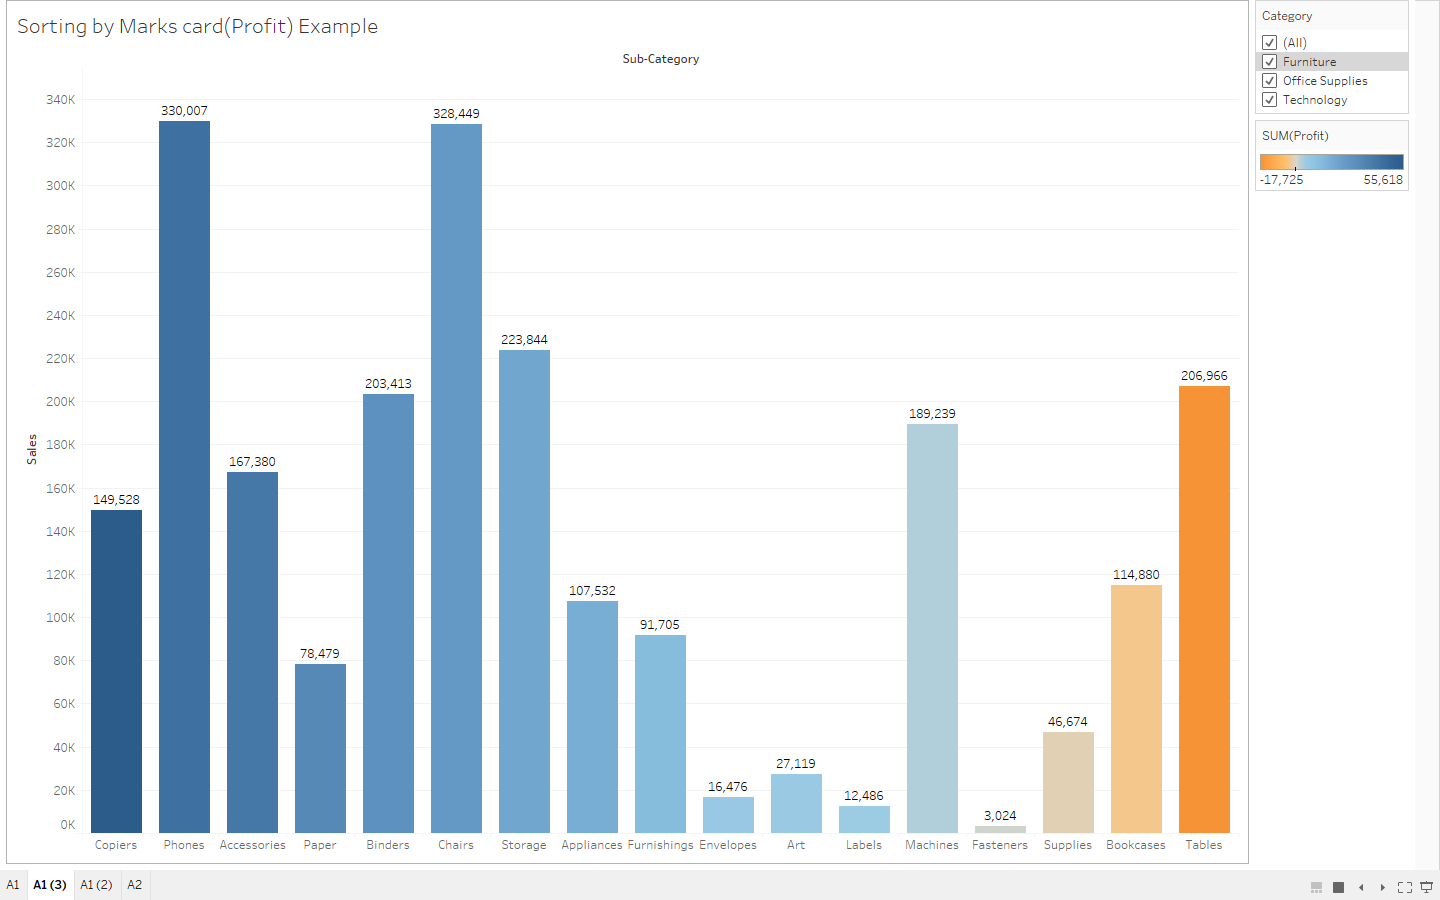 Sorting by Marks card(Profit) Example
Sub-Category
Sales
340K
320K
300K
280K
260K
240K
220K
200K
180K
160K
140K
120K
100K
80K
60K
40K
20K
0K
149,528
330,007
167,380
78,479
203,413
328,449
223,844
107,532
91,705
16,476
27,119
12,486
189,239
3,024
46,674
114,880
206,966
Copiers Phones Accessories Paper Binders Chairs Storage Appliances Furnishings Envelopes Art Labels Machines Fasteners Supplies Bookcases Tables
Category
(All)
Furniture
Office Supplies
Technology
SUM(Profit)
-17,725 55,618
A1 A1 (3) A1 (2) A2